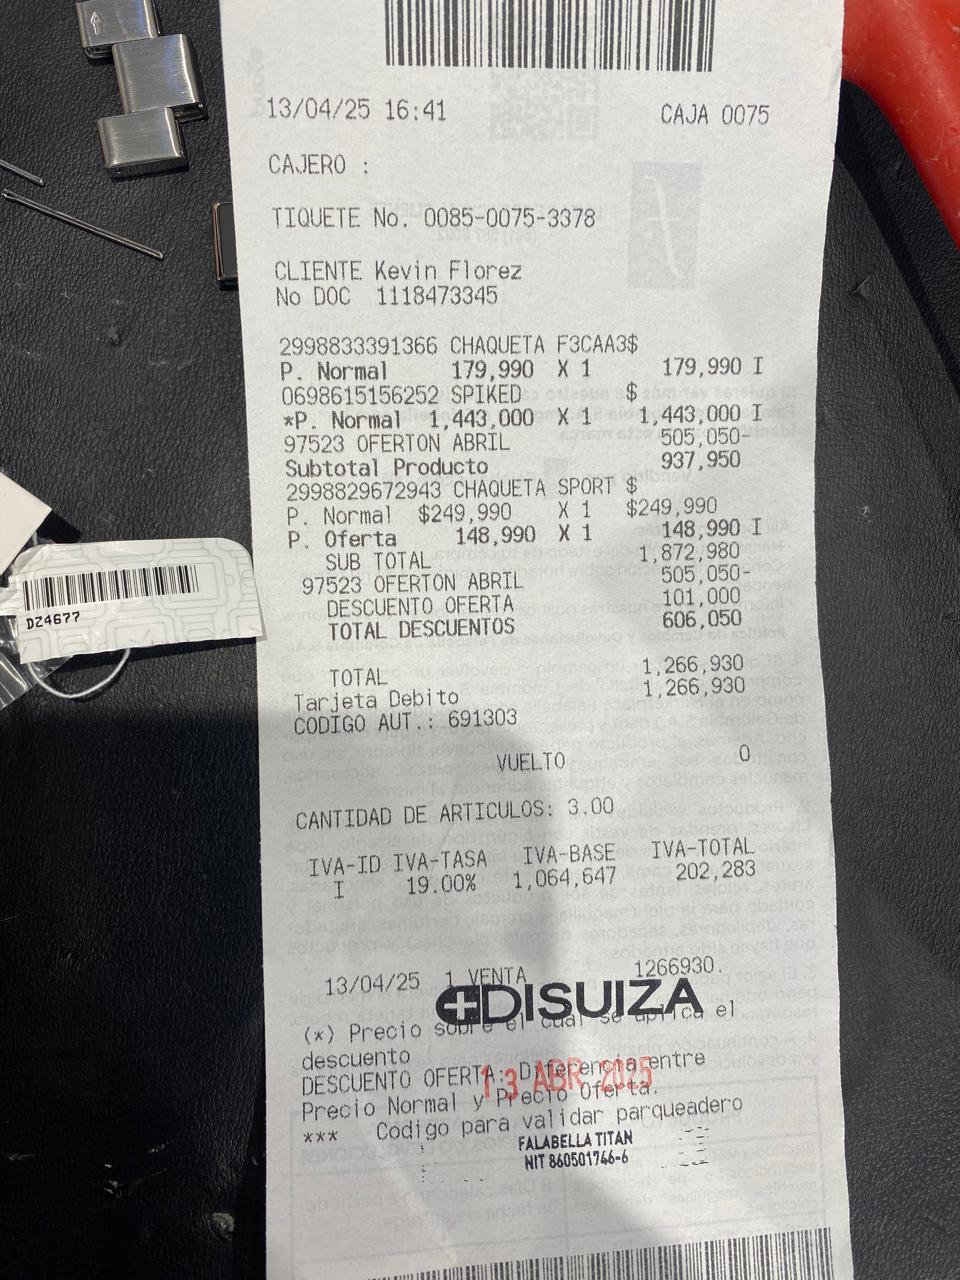 13/04/25 16:41 CAJA 0075
CAJERO :
TIQUETE No. 0085-0075-3378
CLIENTE Kevin Florez
No DOC 1118473345
2998833391366 CHAQUETA F3CAA3$
P. Normal 179,990 X 1 179,990 I
0698615156252 SPIKED $
*P. Normal 1,443,000 X 1 1,443,000 I
97523 OFERTON ABRIL 505,050-
Subtotal Producto 937,950
2998829672943 CHAQUETA SPORT $
P. Normal $249,990 X 1 $249,990
P. Oferta 148,990 X 1 148,990 I
SUB TOTAL 1,872,980
97523 OFERTON ABRIL 505,050-
DESCUENTO OFERTA 101,000
TOTAL DESCUENTOS 606,050
TOTAL 1,266,930
Tarjeta Debito 1,266,930
CODIGO AUT.: 691303
VUELTO 0
CANTIDAD DE ARTICULOS: 3.00
IVA-ID IVA-TASA IVA-BASE IVA-TOTAL
I 19.00% 1,064,647 202,283
13/04/25 1 VENTA 1266930.
DISUIZA
(*) Precio sobre el cual se aplica el
descuento
DESCUENTO OFERTA: Diferencia entre
13 ABR 2025
Precio Normal y Precio Oferta.
*** Codigo para validar parqueadero
FALABELLA TITAN
NIT 860501746-6
DZ4677